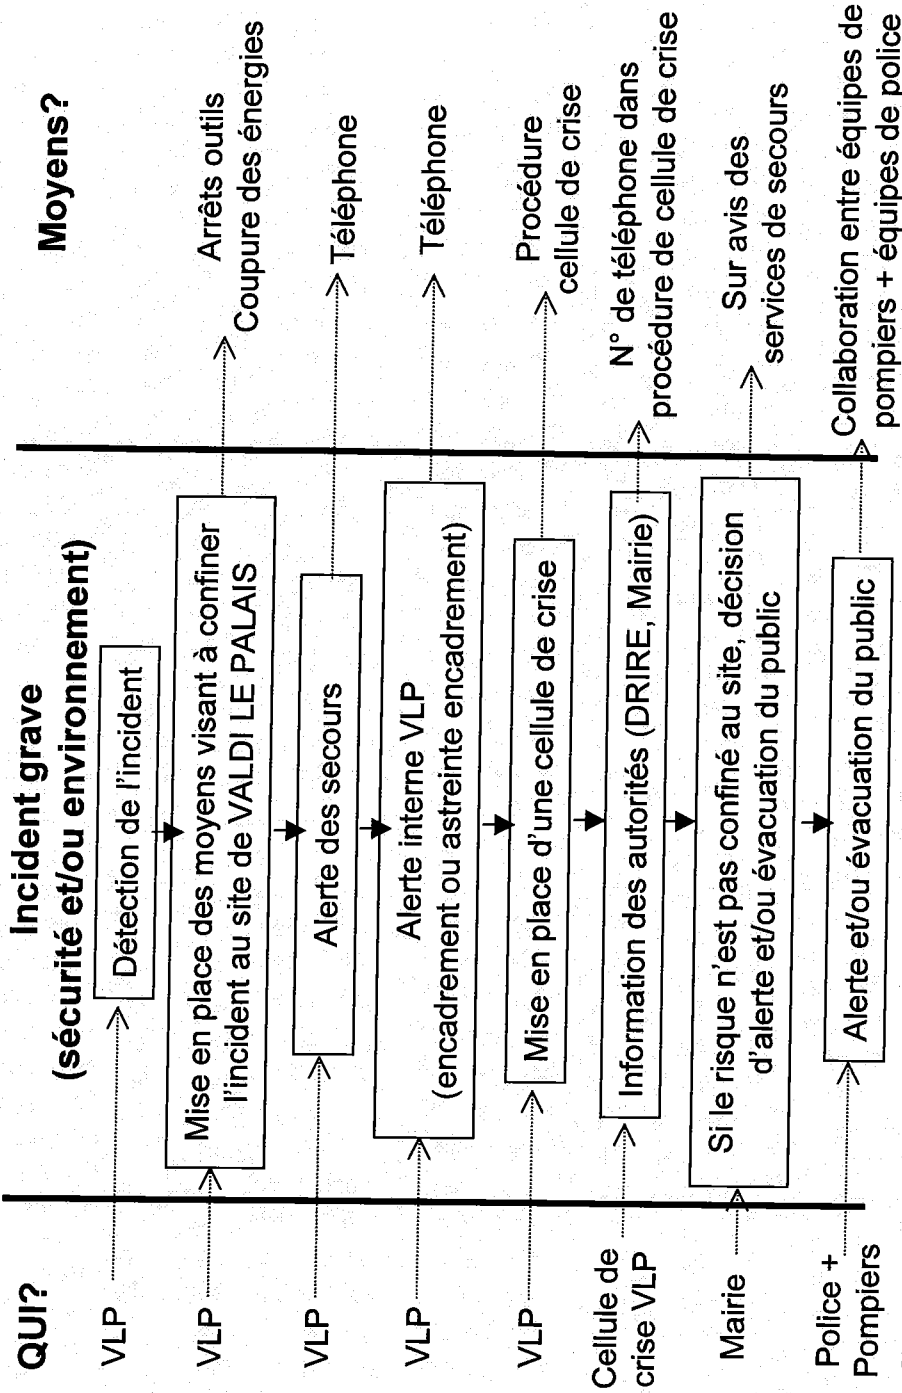 QUI?
Incident grave
(sécurité et/ou environnement)
Moyens?
VLP
Détection de l'incident
VLP
Mise en place des moyens visant à confiner
l'incident au site de VALDI LE PALAIS
Arrêts outils
Coupure des énergies
VLP
Alerte des secours
Téléphone
VLP
Alerte interne VLP
(encadrement ou astreinte encadrement)
Téléphone
VLP
Mise en place d'une cellule de crise
Procédure
cellule de crise
Cellule de
crise VLP
Information des autorités (DRIRE, Mairie)
N° de téléphone dans
procédure de cellule de crise
Mairie
Si le risque n'est pas confiné au site, décision
d'alerte et/ou évacuation du public
Sur avis des
services de secours
Police +
Pompiers
Alerte et/ou évacuation du public
Collaboration entre équipes de
pompiers + équipes de police